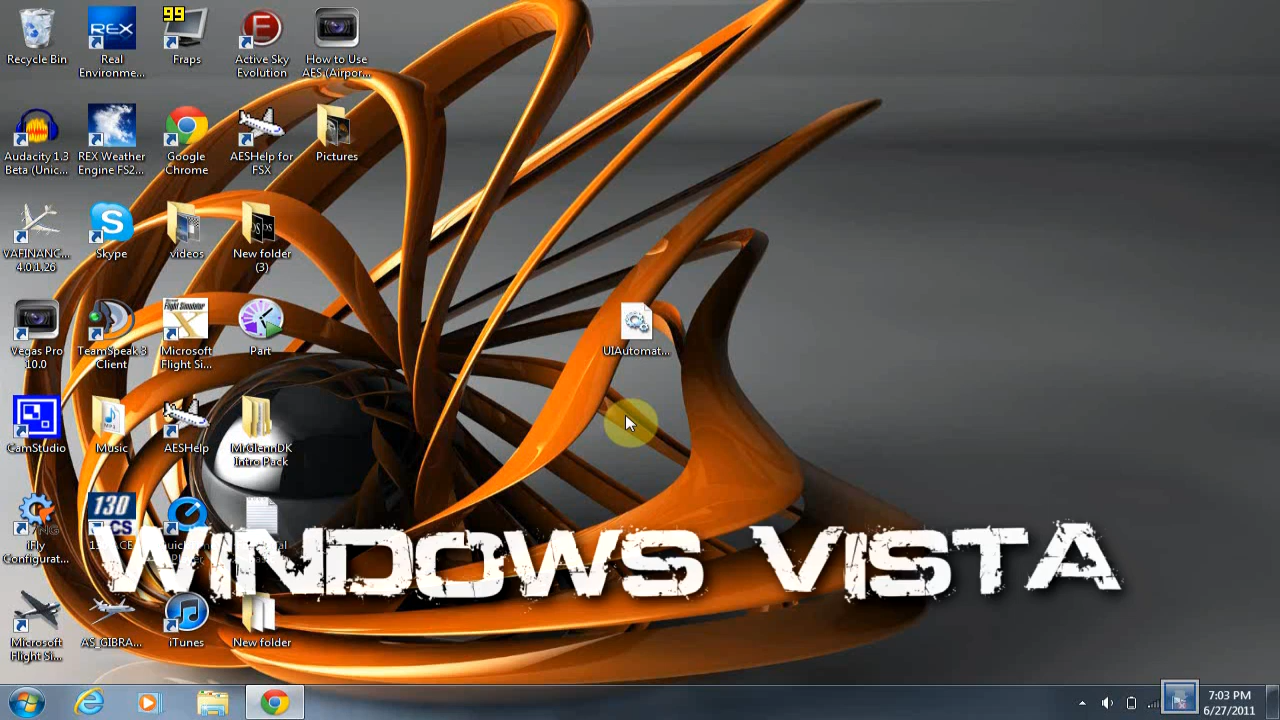 99
REX
Recycle Bin
Real
Environme...
Fraps
Active Sky
Evolution
How to Use
AES (Airpor...
Audacity 1.3
Beta (Unic...
REX Weather
Engine FS2...
Google
Chrome
AESHelp for
FSX
Pictures
VAFINANC...
4.0.1.26
Skype
videos
New folder
(3)
Vegas Pro
10.0
TeamSpeak 3
Client
Microsoft
Flight Si...
Part
UIAutomat...
CamStudio
Music
AESHelp
MrGlennDK
Intro Pack
130
iFly
Configurat...
WINDOWS VISTA
Microsoft
Flight Si...
AS_GIBRA...
iTunes
New folder
7:03 PM
6/27/2011